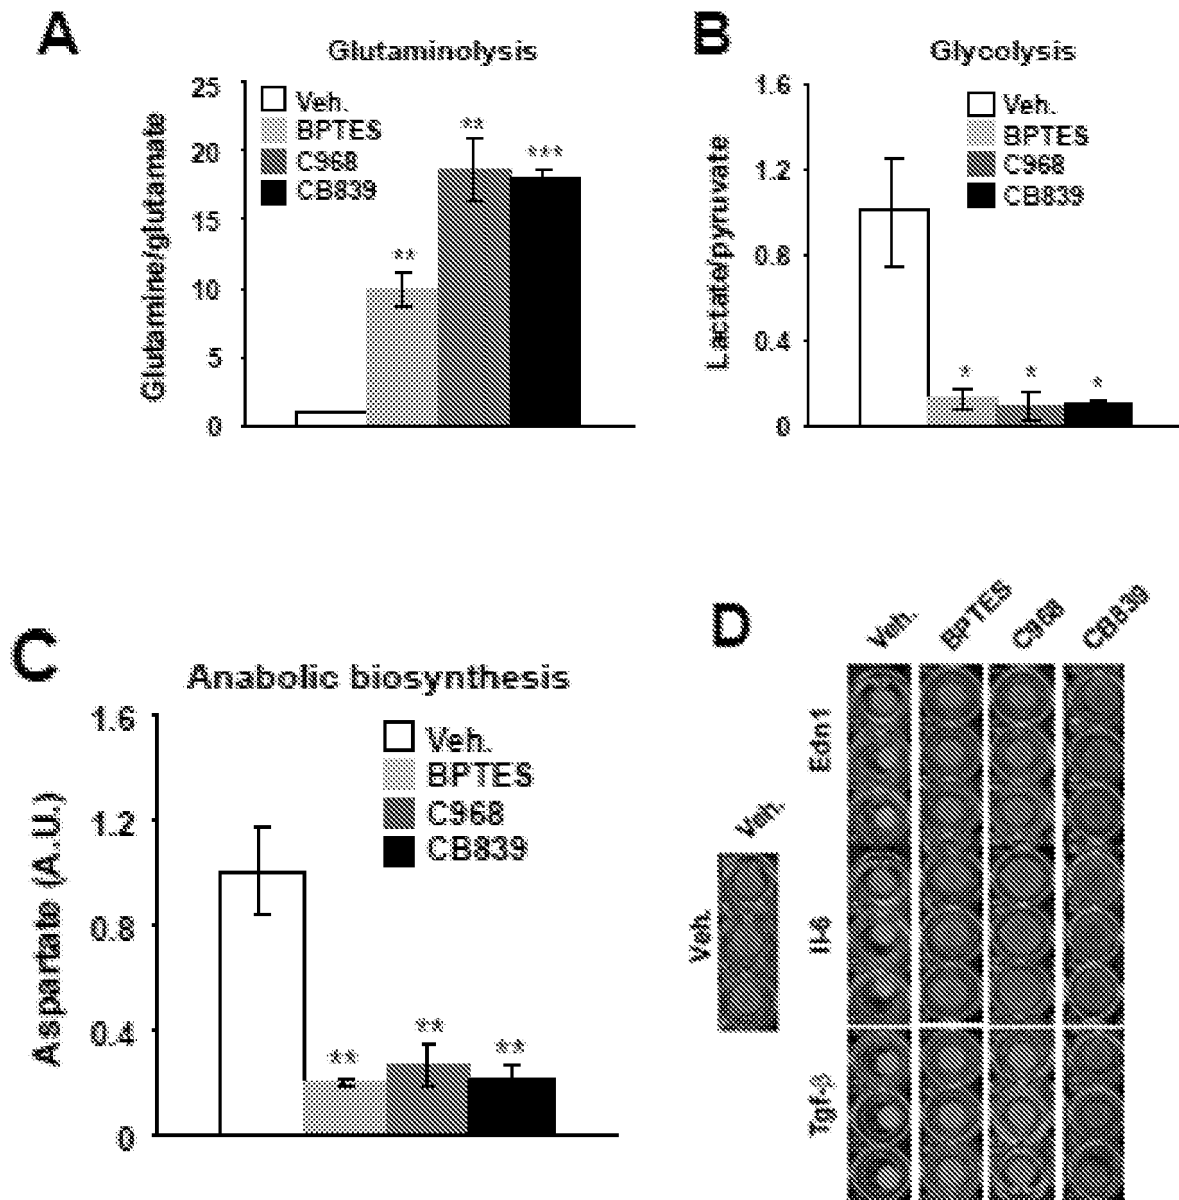 A
Glutaminolysis
Glutamine/glutamate
25
20
15
10
5
0
Veh.
BPTES
C968
CB839
**
**
***
B
Glycolysis
Lactate/pyruvate
1.6
1.2
0.8
0.4
0
Veh.
BPTES
C968
CB839
*
*
*
C
Anabolic biosynthesis
Aspartate (A.U.)
1.6
1.2
0.8
0.4
0
Veh.
BPTES
C968
CB839
**
**
**
D
Veh.
BPTES
C968
CB839
Veh.
Veh.
Edn1
Il-6
Tgf-β